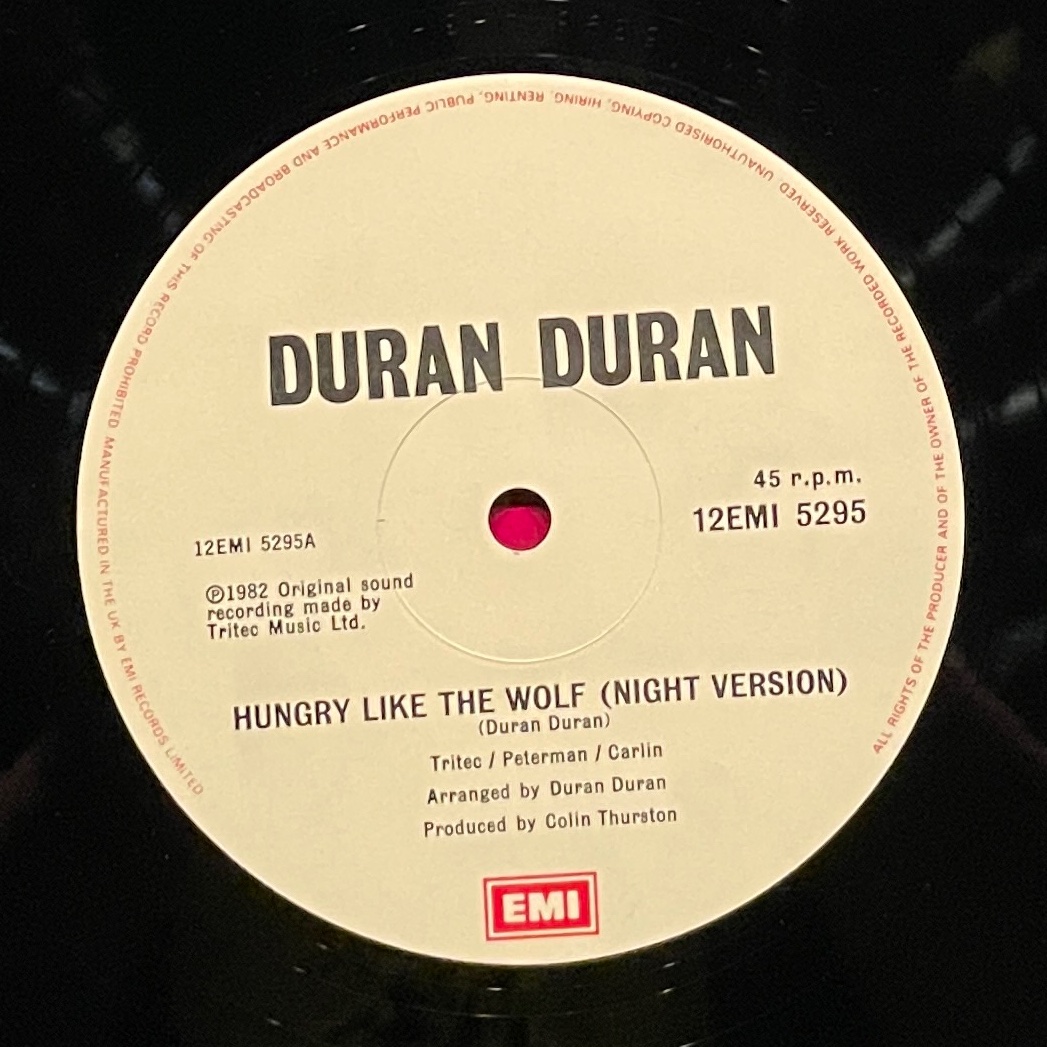 DURAN DURAN
45 r.p.m.
12EMI 5295
12EMI 5295A
Ⓟ1982 Original sound
recording made by
Tritec Music Ltd.
HUNGRY LIKE THE WOLF (NIGHT VERSION)
(Duran Duran)
Tritec / Peterman / Carlin
Arranged by Duran Duran
Produced by Colin Thurston
EMI
ALL RIGHTS OF THE PRODUCER AND OF THE OWNER OF THE RECORDED WORK RESERVED. UNAUTHORISED COPYING, HIRING, RENTING, PUBLIC PERFORMANCE AND BROADCASTING OF THIS RECORD PROHIBITED. MANUFACTURED IN THE UK BY EMI RECORDS LIMITED.